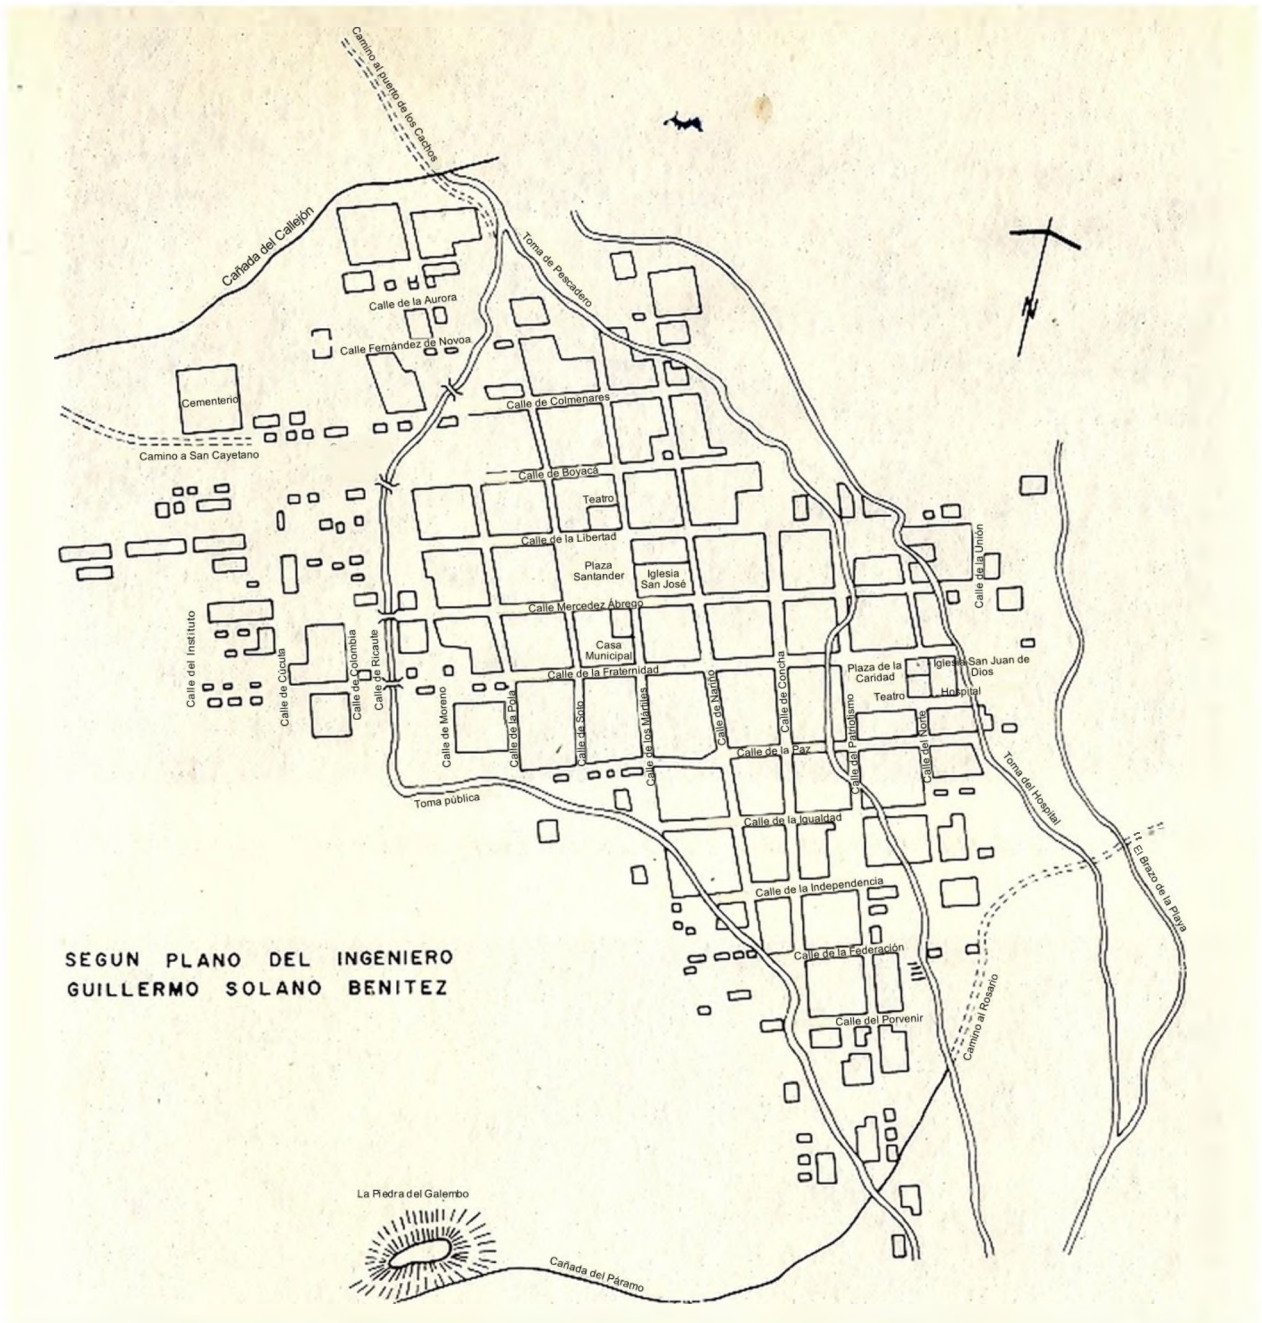 Camino al puerto de los Cachos
Cañada del Callejón
Toma de Pescadero
N
Calle de la Aurora
Calle Fernández de Novoa
Cementerio
Calle de Colmenares
Camino a San Cayetano
Calle de Boyacá
Teatro
Calle de la Libertad
Calle de la Unión
Plaza
Santander
Iglesia
San José
Calle Mercedez Ábrego
Calle del Instituto
Calle de Cúcuta
Calle de Colombia
Calle de Ricaute
Casa
Municipal
Calle de la Fraternidad
Plaza de la
Caridad
Iglesia San Juan de
Dios
Teatro
Hospital
Calle de Moreno
Calle de la Pola
Calle de Soto
Calle de los Mártires
Calle de Nariño
Calle de Concha
Calle del Patriotismo
Calle del Norte
Calle de la Paz
Toma pública
Toma del Hospital
Calle de la Igualdad
El Brazo de la Playa
Calle de la Independencia
Calle de la Federación
SEGUN PLANO DEL INGENIERO
GUILLERMO SOLANO BENITEZ
Camino al Rosario
Calle del Porvenir
La Piedra del Galembo
Cañada del Páramo